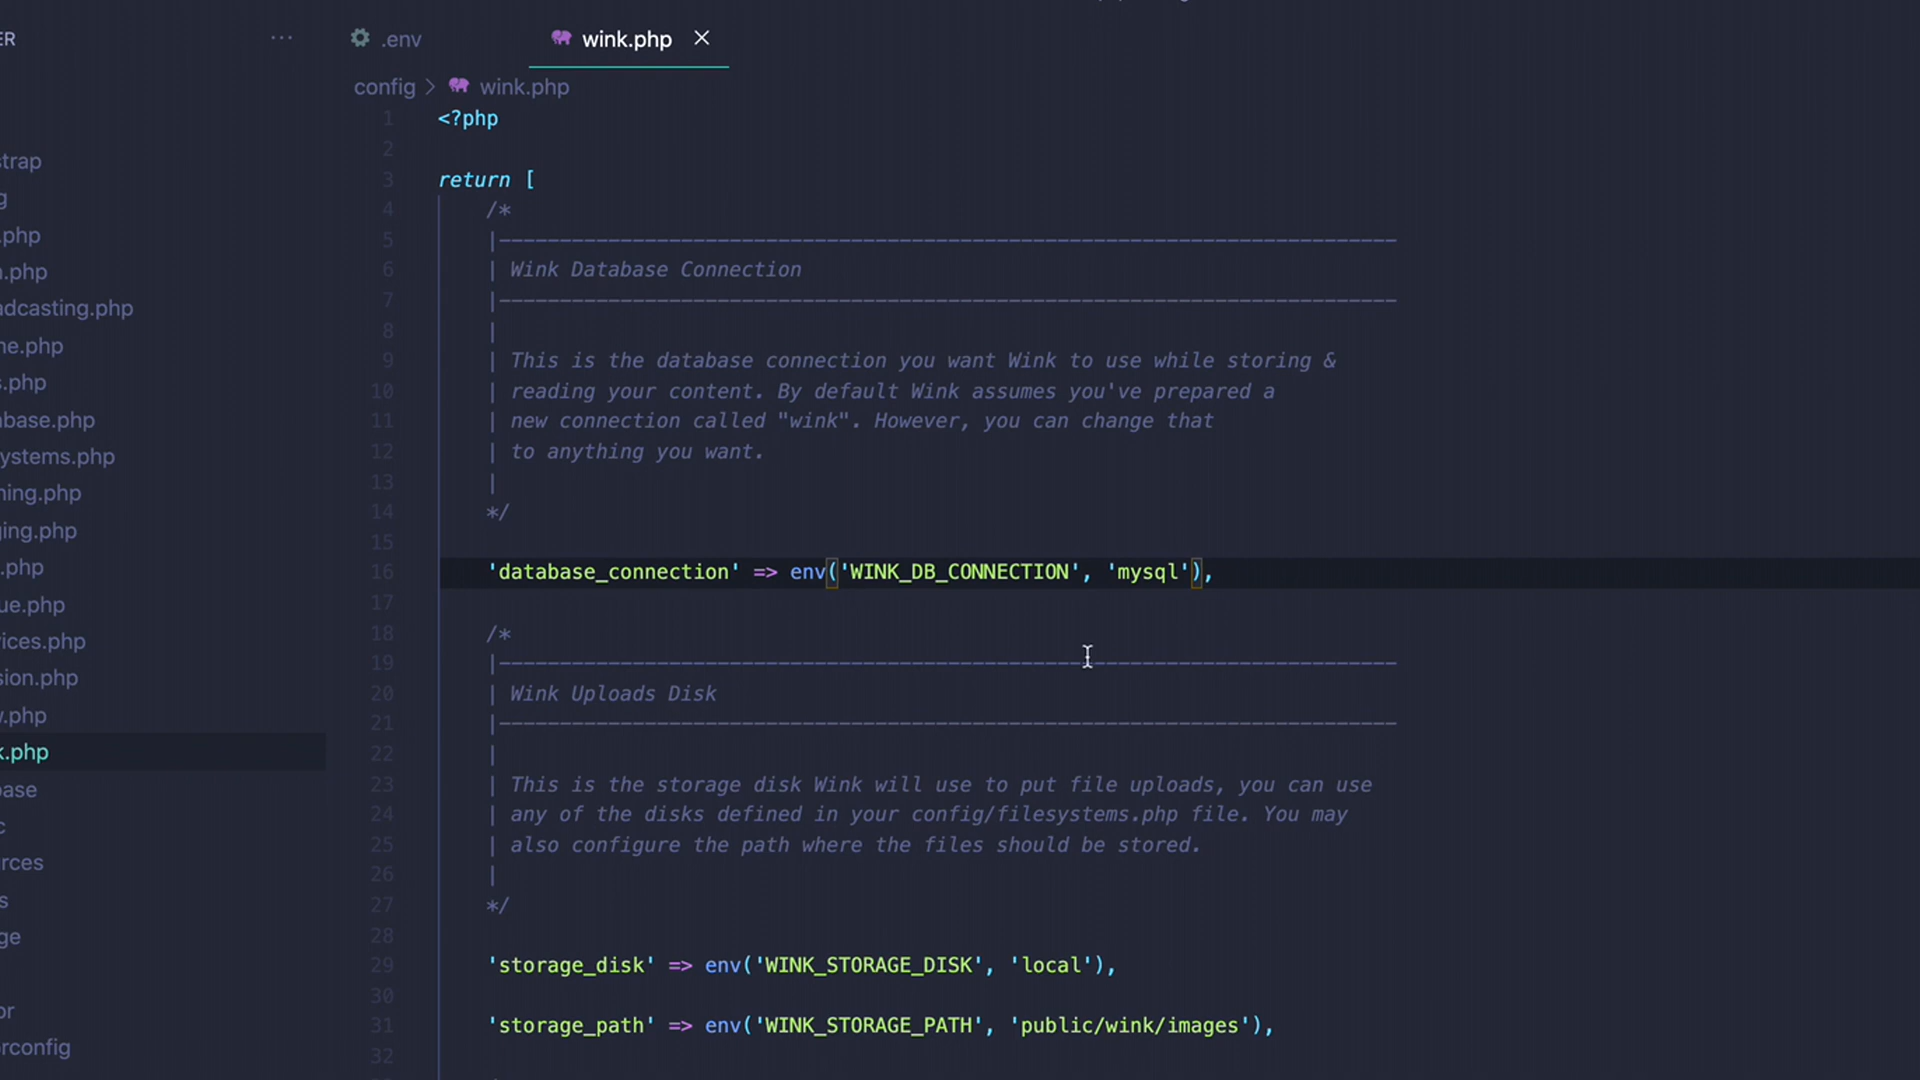 ER
...
.env
wink.php
config > wink.php
strap
g
.php
n.php
adcasting.php
ne.php
s.php
abase.php
ystems.php
hing.php
ging.php
.php
ue.php
vices.php
sion.php
v.php
k.php
base
c
rces
s
ge
or
orconfig
1 <?php
2
3 return [
4 /*
5 |--------------------------------------------------------------------------
6 | Wink Database Connection
7 |--------------------------------------------------------------------------
8 |
9 | This is the database connection you want Wink to use while storing &
10 | reading your content. By default Wink assumes you've prepared a
11 | new connection called "wink". However, you can change that
12 | to anything you want.
13 |
14 */
15
16 'database_connection' => env('WINK_DB_CONNECTION', 'mysql'),
17
18 /*
19 |--------------------------------------------------------------------------
20 | Wink Uploads Disk
21 |--------------------------------------------------------------------------
22 |
23 | This is the storage disk Wink will use to put file uploads, you can use
24 | any of the disks defined in your config/filesystems.php file. You may
25 | also configure the path where the files should be stored.
26 |
27 */
28
29 'storage_disk' => env('WINK_STORAGE_DISK', 'local'),
30
31 'storage_path' => env('WINK_STORAGE_PATH', 'public/wink/images'),
32